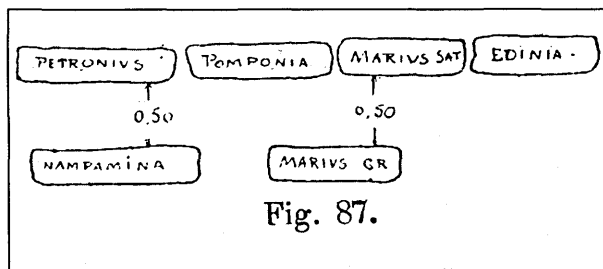 PETRONIVS POMPONIA MARIVS SAT EDINIA
0,50 0,50
NAMPAMINA MARIVS GR
Fig. 87.